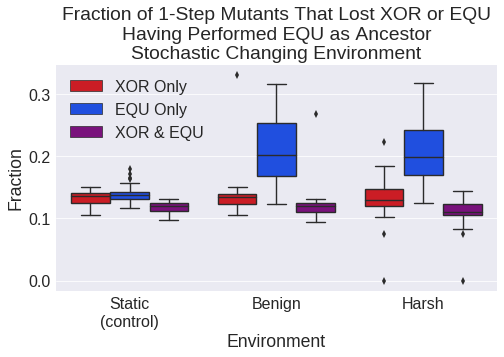 Fraction of 1-Step Mutants That Lost XOR or EQU
Having Performed EQU as Ancestor
Stochastic Changing Environment
XOR Only
EQU Only
XOR & EQU
Fraction
0.3
0.2
0.1
0.0
Static
(control)
Benign
Harsh
Environment